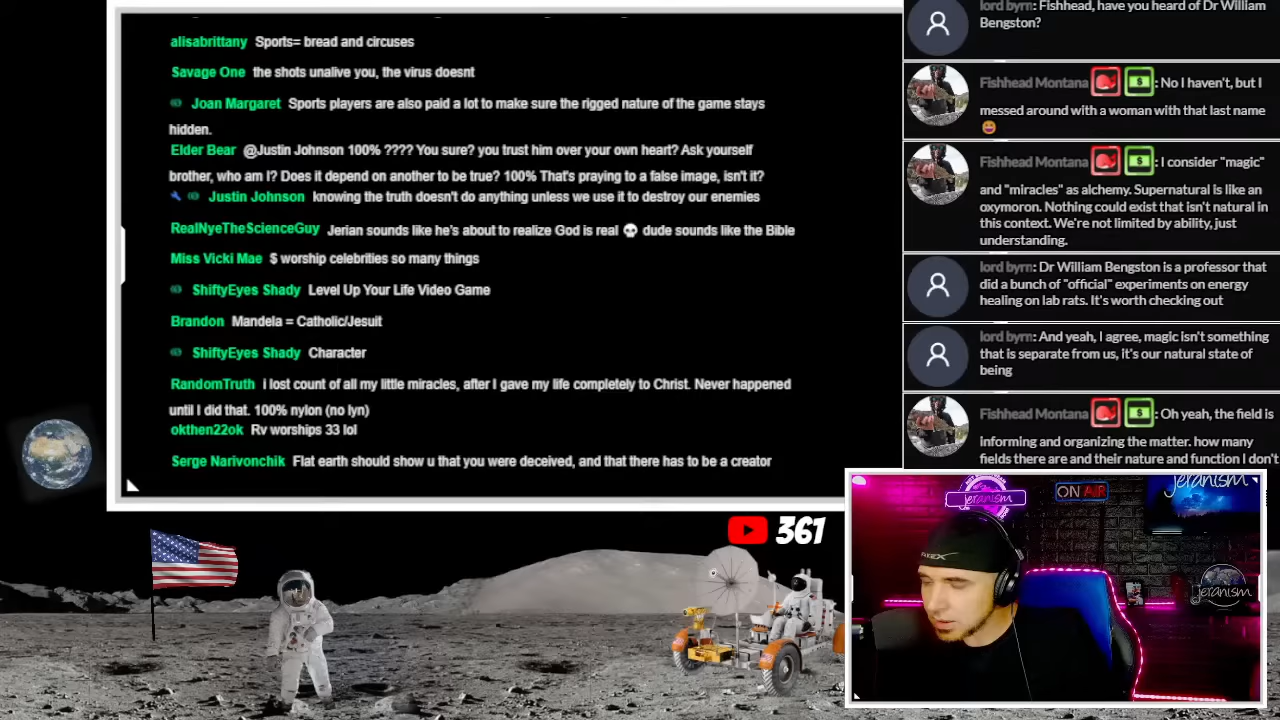 alisabrittany Sports= bread and circuses
Savage One the shots unalive you, the virus doesnt
Joan Margaret Sports players are also paid a lot to make sure the rigged nature of the game stays
hidden.
Elder Bear @Justin Johnson 100% ???? You sure? you trust him over your own heart? Ask yourself
brother, who am I? Does it depend on another to be true? 100% That's praying to a false image, isn't it?
Justin Johnson knowing the truth doesn't do anything unless we use it to destroy our enemies
RealNyeTheScienceGuy Jerian sounds like he's about to realize God is real 💀 dude sounds like the Bible
Miss Vicki Mae $ worship celebrities so many things
ShiftyEyes Shady Level Up Your Life Video Game
Brandon Mandela = Catholic/Jesuit
ShiftyEyes Shady Character
RandomTruth i lost count of all my little miracles, after I gave my life completely to Christ. Never happened
until I did that. 100% nylon (no lyn)
okthen22ok Rv worships 33 lol
Serge Narivonchik Flat earth should show u that you were deceived, and that there has to be a creator
lord byrn: Fishhead, have you heard of Dr William
Bengston?
Fishhead Montana : No I haven't, but I
messed around with a woman with that last name
😄
Fishhead Montana : I consider "magic"
and "miracles" as alchemy. Supernatural is like an
oxymoron. Nothing could exist that isn't natural in
this context. We're not limited by ability, just
understanding.
lord byrn: Dr William Bengston is a professor that
did a bunch of "official" experiments on energy
healing on lab rats. It's worth checking out
lord byrn: And yeah, I agree, magic isn't something
that is separate from us, it's our natural state of
being
Fishhead Montana : Oh yeah, the field is
informing and organizing the matter. how many
fields there are and their nature and function I don't
361
jeranism
ON AIR
jeranism
jeranism